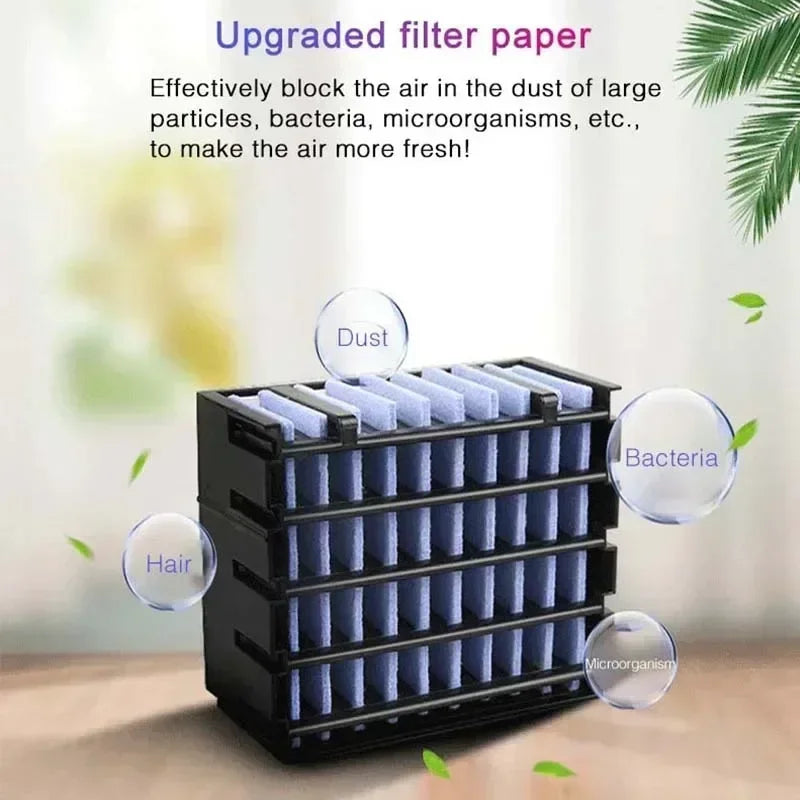 Upgraded filter paper
Effectively block the air in the dust of large
particles, bacteria, microorganisms, etc.,
to make the air more fresh!
Dust
Bacteria
Hair
Microorganism